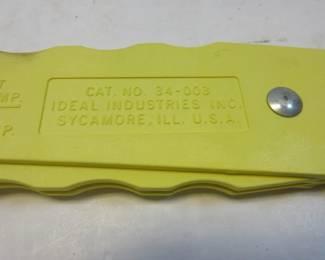 CAT. NO. 34-003
IDEAL INDUSTRIES INC.
SYCAMORE, ILL. U.S.A.